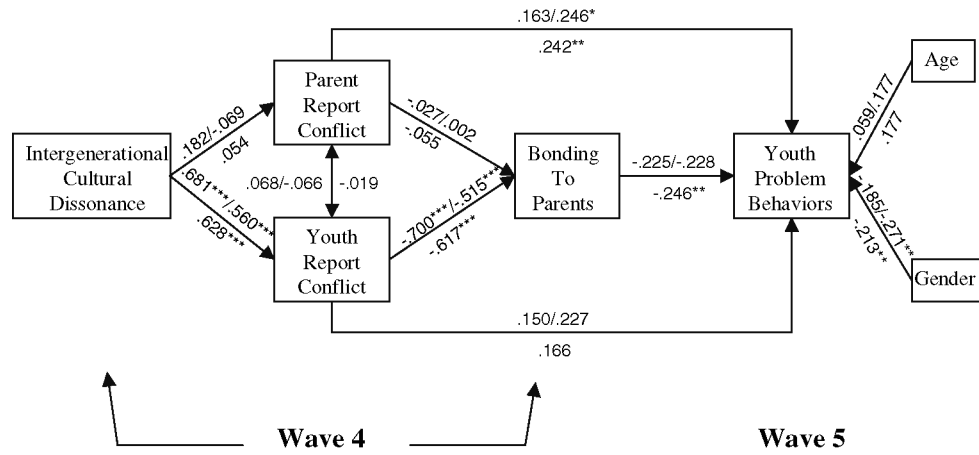 .163/.246*
.242**
Parent
Report
Conflict
Age
.182/-.069
.054
-.027/.002
-.055
.059/.177
.177
Intergenerational
Cultural
Dissonance
.068/-.066
-.019
Bonding
To
Parents
-.225/-.228
-.246**
Youth
Problem
Behaviors
.681***/.560***
.628***
Youth
Report
Conflict
-.700***/-.515***
-.617***
-.185/-.271**
-.213**
Gender
.150/.227
.166
Wave 4
Wave 5